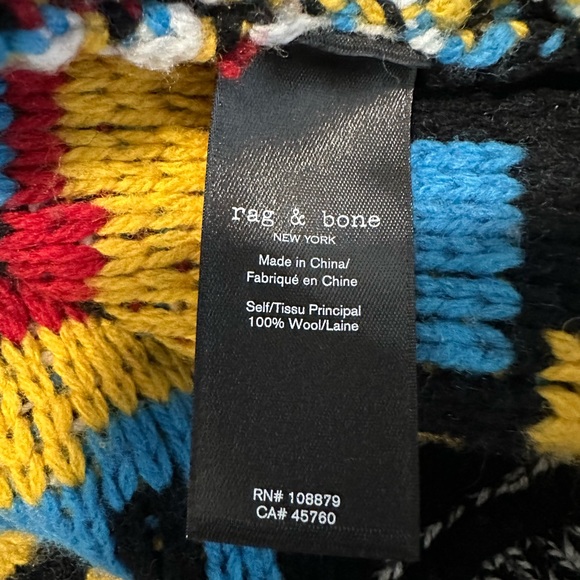 rag & bone
NEW YORK
Made in China/
Fabriqué en Chine
Self/Tissu Principal
100% Wool/Laine
RN# 108879
CA# 45760